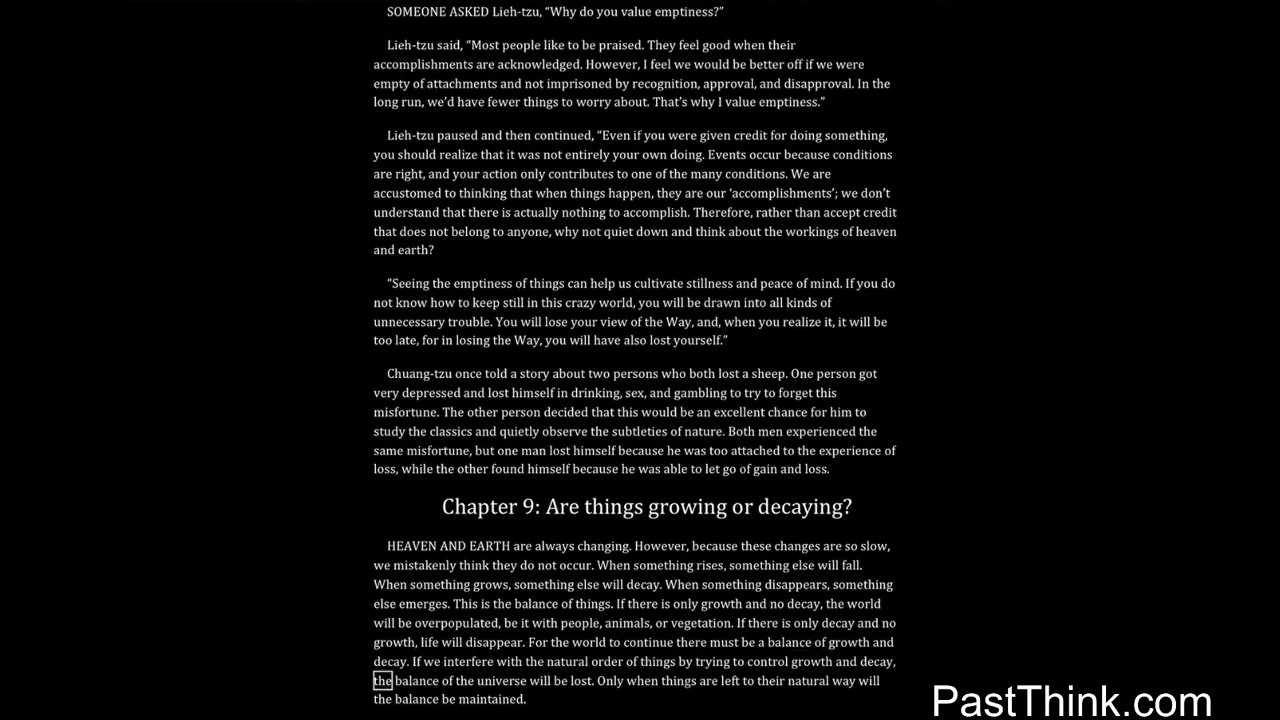 SOMEONE ASKED Lieh-tzu, “Why do you value emptiness?”
Lieh-tzu said, “Most people like to be praised. They feel good when their
accomplishments are acknowledged. However, I feel we would be better off if we were
empty of attachments and not imprisoned by recognition, approval, and disapproval. In the
long run, we’d have fewer things to worry about. That’s why I value emptiness.”
Lieh-tzu paused and then continued, “Even if you were given credit for doing something,
you should realize that it was not entirely your own doing. Events occur because conditions
are right, and your action only contributes to one of the many conditions. We are
accustomed to thinking that when things happen, they are our ‘accomplishments’; we don’t
understand that there is actually nothing to accomplish. Therefore, rather than accept credit
that does not belong to anyone, why not quiet down and think about the workings of heaven
and earth?
“Seeing the emptiness of things can help us cultivate stillness and peace of mind. If you do
not know how to keep still in this crazy world, you will be drawn into all kinds of
unnecessary trouble. You will lose your view of the Way, and, when you realize it, it will be
too late, for in losing the Way, you will have also lost yourself.”
Chuang-tzu once told a story about two persons who both lost a sheep. One person got
very depressed and lost himself in drinking, sex, and gambling to try to forget this
misfortune. The other person decided that this would be an excellent chance for him to
study the classics and quietly observe the subtleties of nature. Both men experienced the
same misfortune, but one man lost himself because he was too attached to the experience of
loss, while the other found himself because he was able to let go of gain and loss.
Chapter 9: Are things growing or decaying?
HEAVEN AND EARTH are always changing. However, because these changes are so slow,
we mistakenly think they do not occur. When something rises, something else will fall.
When something grows, something else will decay. When something disappears, something
else emerges. This is the balance of things. If there is only growth and no decay, the world
will be overpopulated, be it with people, animals, or vegetation. If there is only decay and no
growth, life will disappear. For the world to continue there must be a balance of growth and
decay. If we interfere with the natural order of things by trying to control growth and decay,
the balance of the universe will be lost. Only when things are left to their natural way will
the balance be maintained.
PastThink.com